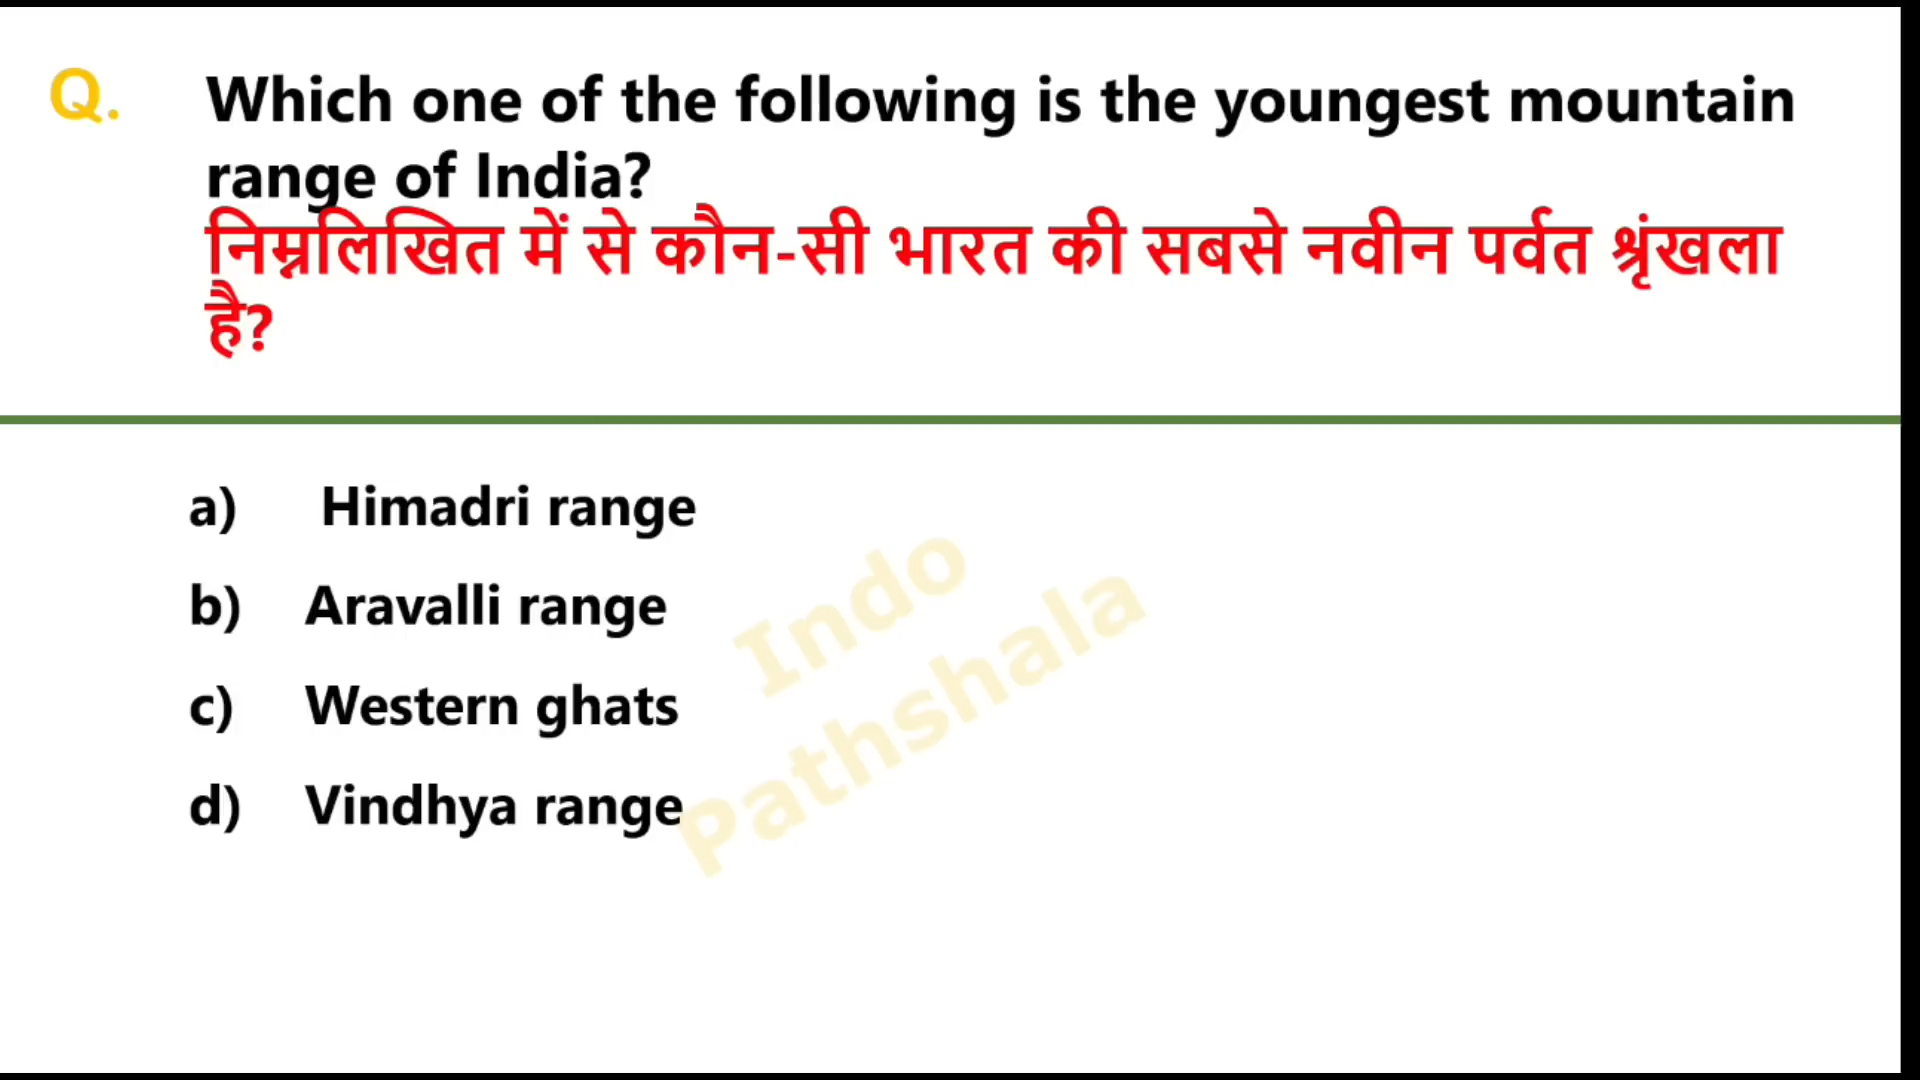 Q. Which one of the following is the youngest mountain
range of India?
निम्नलिखित में से कौन-सी भारत की सबसे नवीन पर्वत श्रृंखला
है?
a) Himadri range
b) Aravalli range
c) Western ghats
d) Vindhya range
Indo
Pathshala